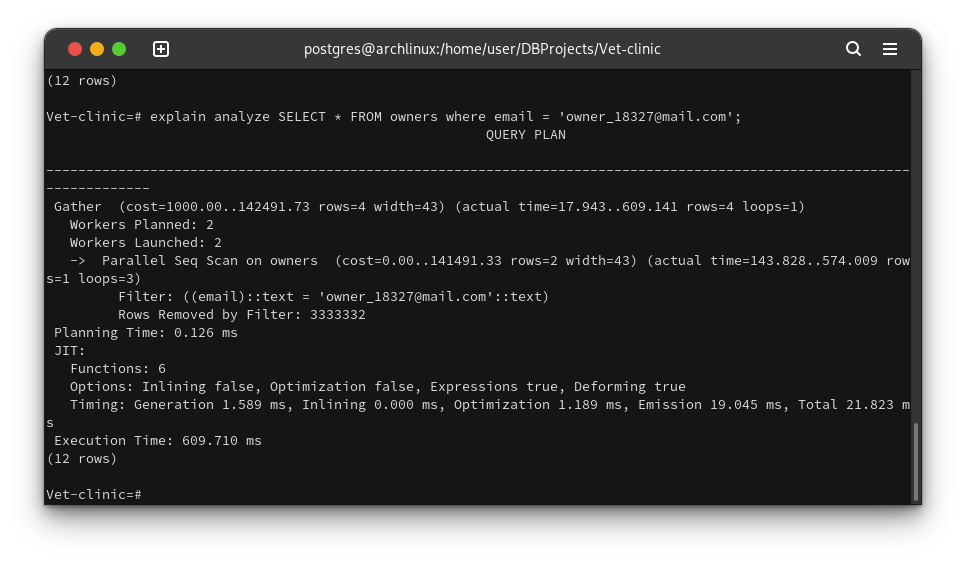 postgres@archlinux:/home/user/DBProjects/Vet-clinic
(12 rows)
Vet-clinic=# explain analyze SELECT * FROM owners where email = 'owner_18327@mail.com';
QUERY PLAN
------------------------------------------------------------------------------------------------------------
-------------
Gather  (cost=1000.00..142491.73 rows=4 width=43) (actual time=17.943..609.141 rows=4 loops=1)
Workers Planned: 2
Workers Launched: 2
->  Parallel Seq Scan on owners  (cost=0.00..141491.33 rows=2 width=43) (actual time=143.828..574.009 row
s=1 loops=3)
Filter: ((email)::text = 'owner_18327@mail.com'::text)
Rows Removed by Filter: 3333332
Planning Time: 0.126 ms
JIT:
Functions: 6
Options: Inlining false, Optimization false, Expressions true, Deforming true
Timing: Generation 1.589 ms, Inlining 0.000 ms, Optimization 1.189 ms, Emission 19.045 ms, Total 21.823 m
s
Execution Time: 609.710 ms
(12 rows)
Vet-clinic=#